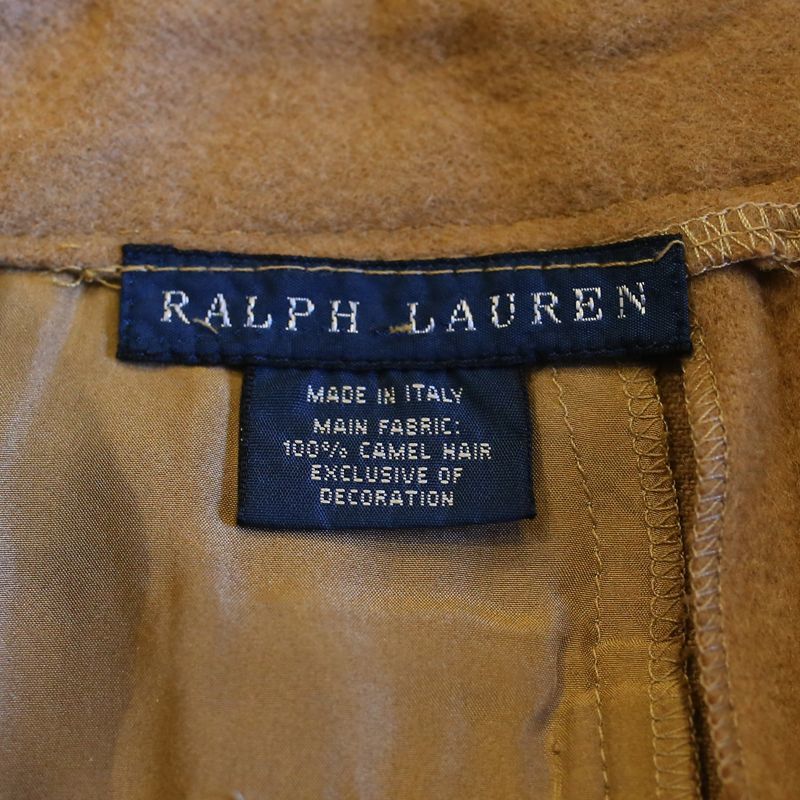 RALPH LAUREN
MADE IN ITALY
MAIN FABRIC:
100% CAMEL HAIR
EXCLUSIVE OF
DECORATION